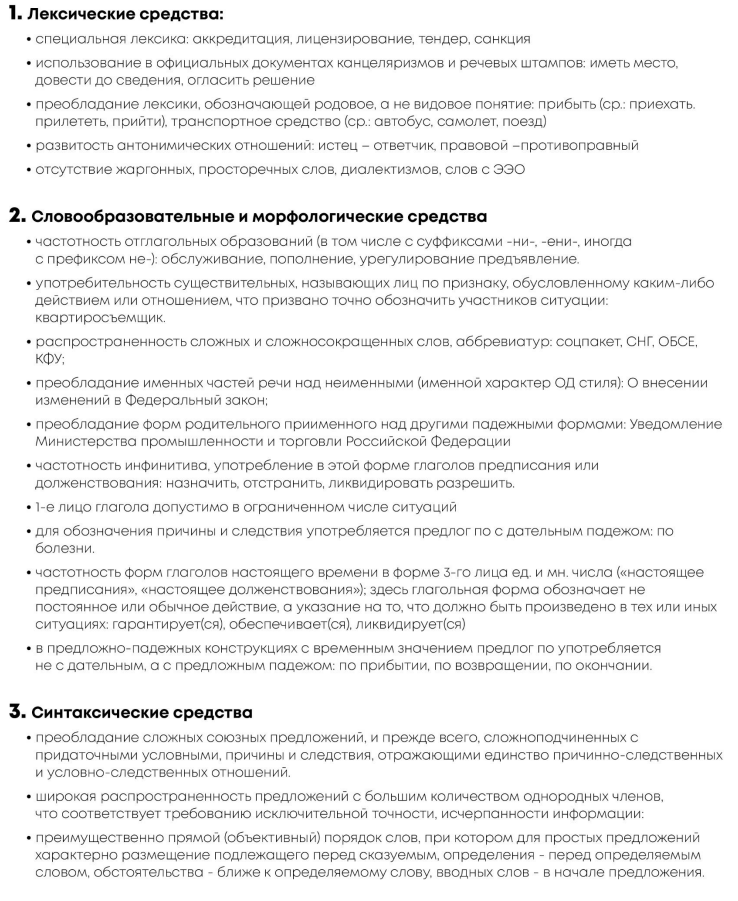 1. Лексические средства:
• специальная лексика: аккредитация, лицензирование, тендер, санкция
• использование в официальных документах канцеляризмов и речевых штампов: иметь место,
довести до сведения, огласить решение
• преобладание лексики, обозначающей родовое, а не видовое понятие: прибыть (ср.: приехать.
прилететь, прийти), транспортное средство (ср.: автобус, самолет, поезд)
• развитость антонимических отношений: истец – ответчик, правовой –противоправный
• отсутствие жаргонных, просторечных слов, диалектизмов, слов с ЭЭО
2. Словообразовательные и морфологические средства
• частотность отглагольных образований (в том числе с суффиксами -ни-, -ени-, иногда
с префиксом не-): обслуживание, пополнение, урегулирование предъявление.
• употребительность существительных, называющих лиц по признаку, обусловленному каким-либо
действием или отношением, что призвано точно обозначить участников ситуации:
квартиросъемщик.
• распространенность сложных и сложносокращенных слов, аббревиатур: соцпакет, СНГ, ОБСЕ,
КФУ;
• преобладание именных частей речи над неименными (именной характер ОД стиля): О внесении
изменений в Федеральный закон;
• преобладание форм родительного приименного над другими падежными формами: Уведомление
Министерства промышленности и торговли Российской Федерации
• частотность инфинитива, употребление в этой форме глаголов предписания или
долженствования: назначить, отстранить, ликвидировать разрешить.
• 1-е лицо глагола допустимо в ограниченном числе ситуаций
• для обозначения причины и следствия употребляется предлог по с дательным падежом: по
болезни.
• частотность форм глаголов настоящего времени в форме 3-го лица ед. и мн. числа («настоящее
предписания», «настоящее долженствования»); здесь глагольная форма обозначает не
постоянное или обычное действие, а указание на то, что должно быть произведено в тех или иных
ситуациях: гарантирует(ся), обеспечивает(ся), ликвидирует(ся)
• в предложно-падежных конструкциях с временным значением предлог по употребляется
не с дательным, а с предложным падежом: по прибытии, по возвращении, по окончании.
3. Синтаксические средства
• преобладание сложных союзных предложений, и прежде всего, сложноподчиненных с
придаточными условными, причины и следствия, отражающими единство причинно-следственных
и условно-следственных отношений.
• широкая распространенность предложений с большим количеством однородных членов,
что соответствует требованию исключительной точности, исчерпанности информации:
• преимущественно прямой (объективный) порядок слов, при котором для простых предложений
характерно размещение подлежащего перед сказуемым, определения - перед определяемым
словом, обстоятельства - ближе к определяемому слову, вводных слов - в начале предложения.